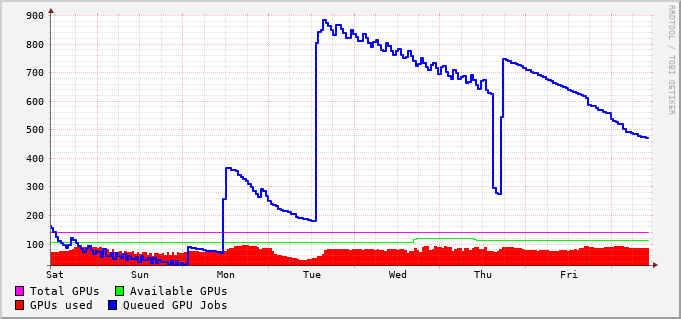 900
800
700
600
500
400
300
200
100
Sat Sun Mon Tue Wed Thu Fri
Total GPUs Available GPUs
GPUs used Queued GPU Jobs
RRDTOOL / TOBI OETIKER